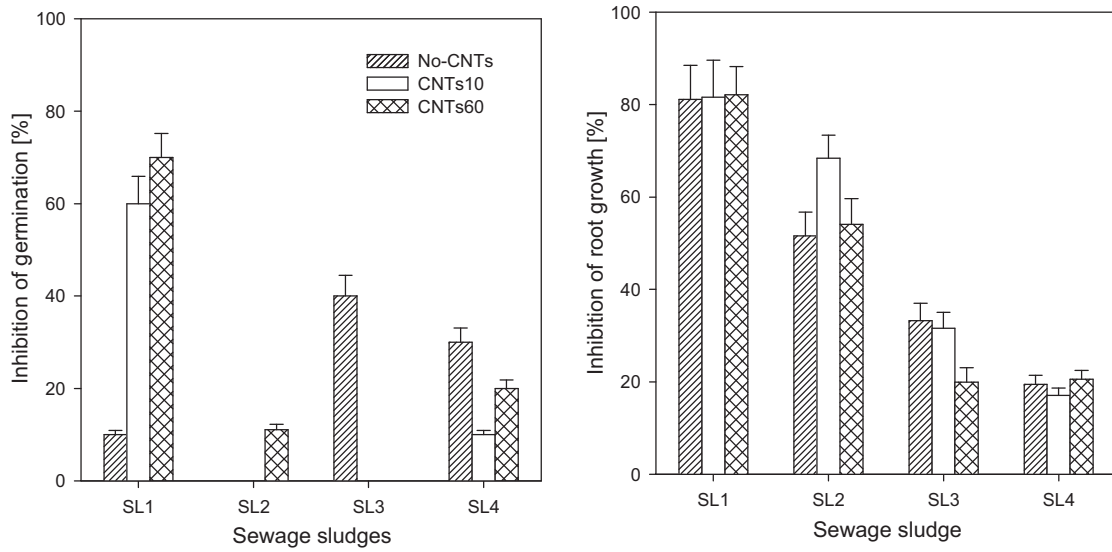 Inhibition of germination [%]
100
80
60
40
20
0
No-CNTs
CNTs10
CNTs60
SL1 SL2 SL3 SL4
Sewage sludges
Inhibition of root growth [%]
100
80
60
40
20
0
SL1 SL2 SL3 SL4
Sewage sludge